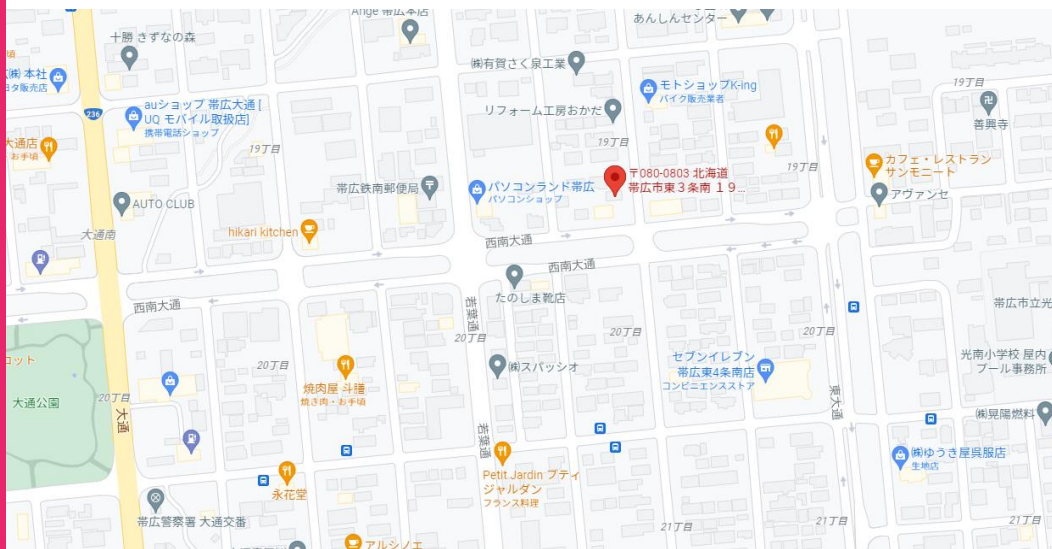 Ange 帯広本店
あんしんセンター
十勝 きずなの森
㈱有賀さく泉工業
本社
モトショップK-ing
バイク販売業者
19丁目
善興寺
236
auショップ 帯広大通 [
UQ モバイル取扱店]
携帯電話ショップ
リフォーム工房おかだ
大通店
お手頃
19丁目
19丁目
19丁目
カフェ・レストラン
サンモニート
〒080-0803 北海道
帯広市東3条南 19...
帯広鉄南郵便局
パソコンランド帯広
パソコンショップ
アヴァンセ
AUTO CLUB
hikari kitchen
大通南
西南大通
西南大通
たのしま靴店
西南大通
若葉通
帯広市立光
20丁目
20丁目
20丁目
セブンイレブン
帯広東4条南店
コンビニエンスストア
光南小学校 屋内
プール事務所
ロット
20丁目
㈱スパッシオ
焼肉屋 斗膳
焼き肉・お手頃
大通公園
20丁目
大通
東大通
㈱晃陽燃料
若葉通
㈱ゆうき屋呉服店
生地店
Petit Jardin プティ
ジャルダン
フランス料理
永花堂
帯広警察署 大通交番
21丁目
21丁目
21丁目
アルシノエ